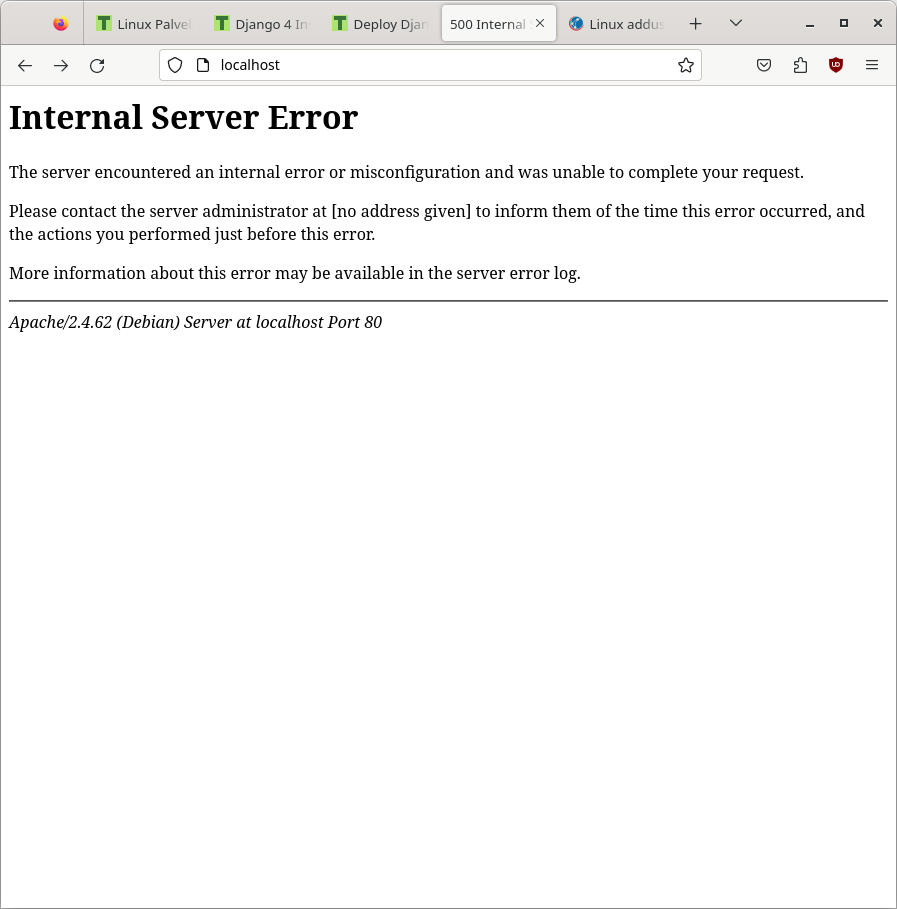 Linux Palvel
Django 4 In
Deploy Djan
500 Internal S
Linux addus
localhost
Internal Server Error
The server encountered an internal error or misconfiguration and was unable to complete your request.
Please contact the server administrator at [no address given] to inform them of the time this error occurred, and
the actions you performed just before this error.
More information about this error may be available in the server error log.
Apache/2.4.62 (Debian) Server at localhost Port 80